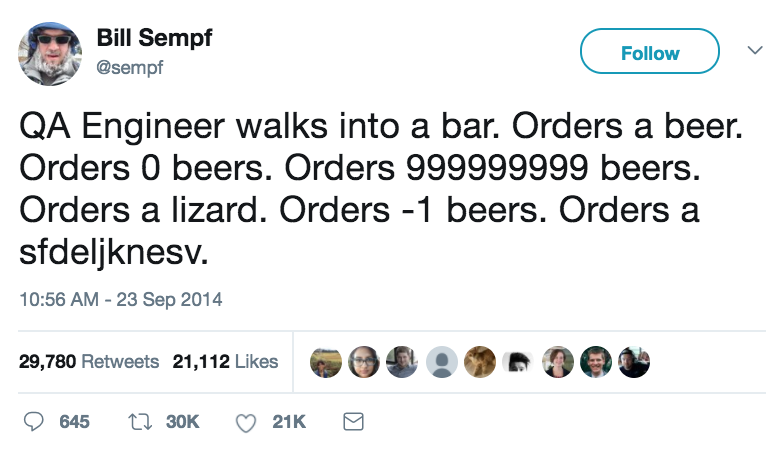 Bill Sempf
@sempf
Follow
QA Engineer walks into a bar. Orders a beer.
Orders 0 beers. Orders 999999999 beers.
Orders a lizard. Orders -1 beers. Orders a
sfdeljknesv.
10:56 AM - 23 Sep 2014
29,780 Retweets 21,112 Likes
645 30K 21K